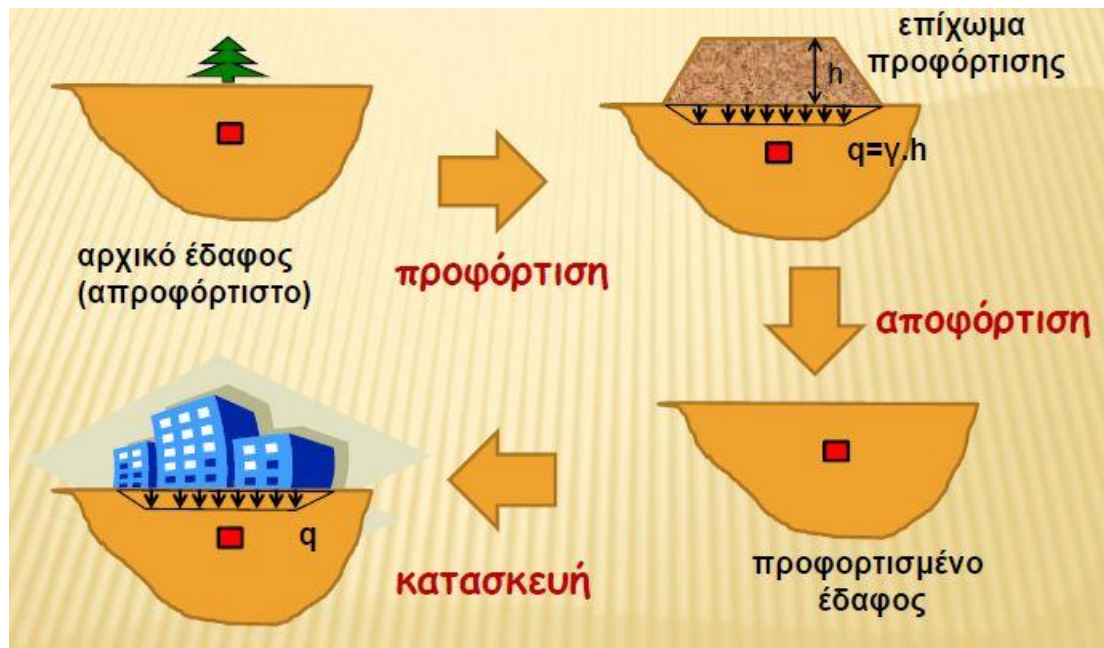 αρχικό έδαφος
(απροφόρτιστο)
προφόρτιση
επίχωμα
προφόρτισης
h
q=γ.h
αποφόρτιση
προφορτισμένο
έδαφος
κατασκευή
q